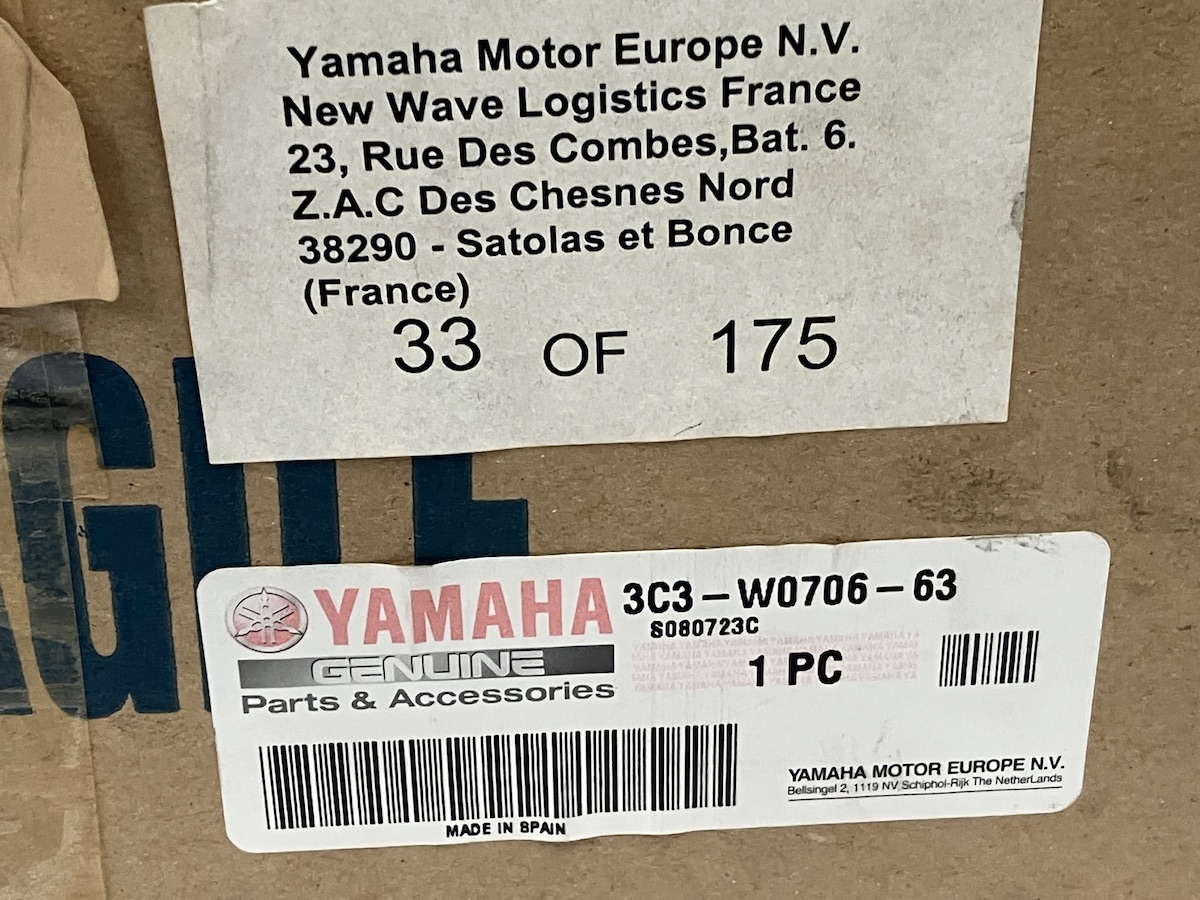 Yamaha Motor Europe N.V.
New Wave Logistics France
23, Rue Des Combes,Bat. 6.
Z.A.C Des Chesnes Nord
38290 - Satolas et Bonce
(France)
33 OF 175
YAMAHA
GENUINE
Parts & Accessories
3C3-W0706-63
S080723C
1 PC
MADE IN SPAIN
YAMAHA MOTOR EUROPE N.V.
Bellsingel 2, 1119 NV Schiphol-Rijk The NetherLands